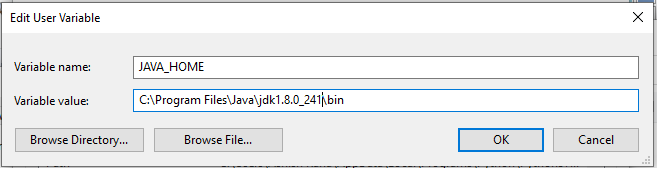 Edit User Variable
Variable name: JAVA_HOME
Variable value: C:\Program Files\Java\jdk1.8.0_241\bin
Browse Directory... Browse File... OK Cancel